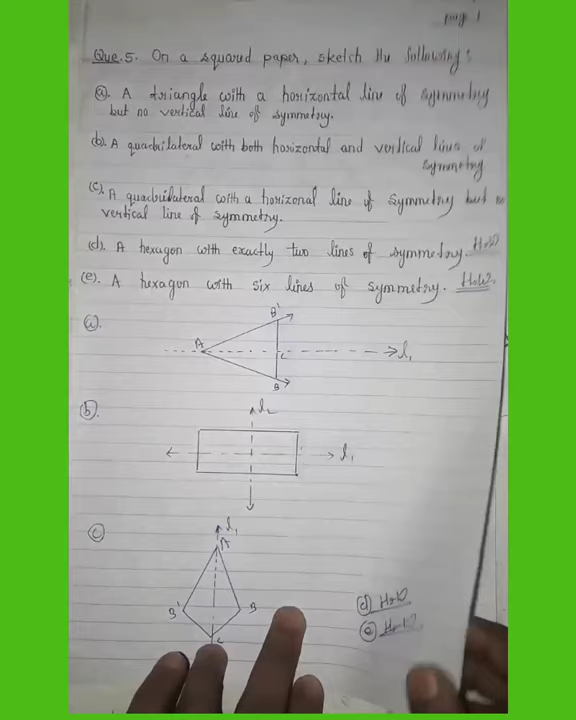 page 1
Que.5. On a squared paper, sketch the following:
(a). A triangle with a horizontal line of symmetry
but no vertical line of symmetry.
(b). A quadrilateral with both horizontal and vertical lines of
symmetry
(c). A quadrilateral with a horizonal line of symmetry but no
vertical line of symmetry.
(d). A hexagon with exactly two lines of symmetry. H.W
(e). A hexagon with six lines of symmetry. H.W.
(a).
B'
A
C
l₁
B
(b).
l₂
l₁
(c)
l₁
A
B'
B
C
(d) H.W
(e) H.W